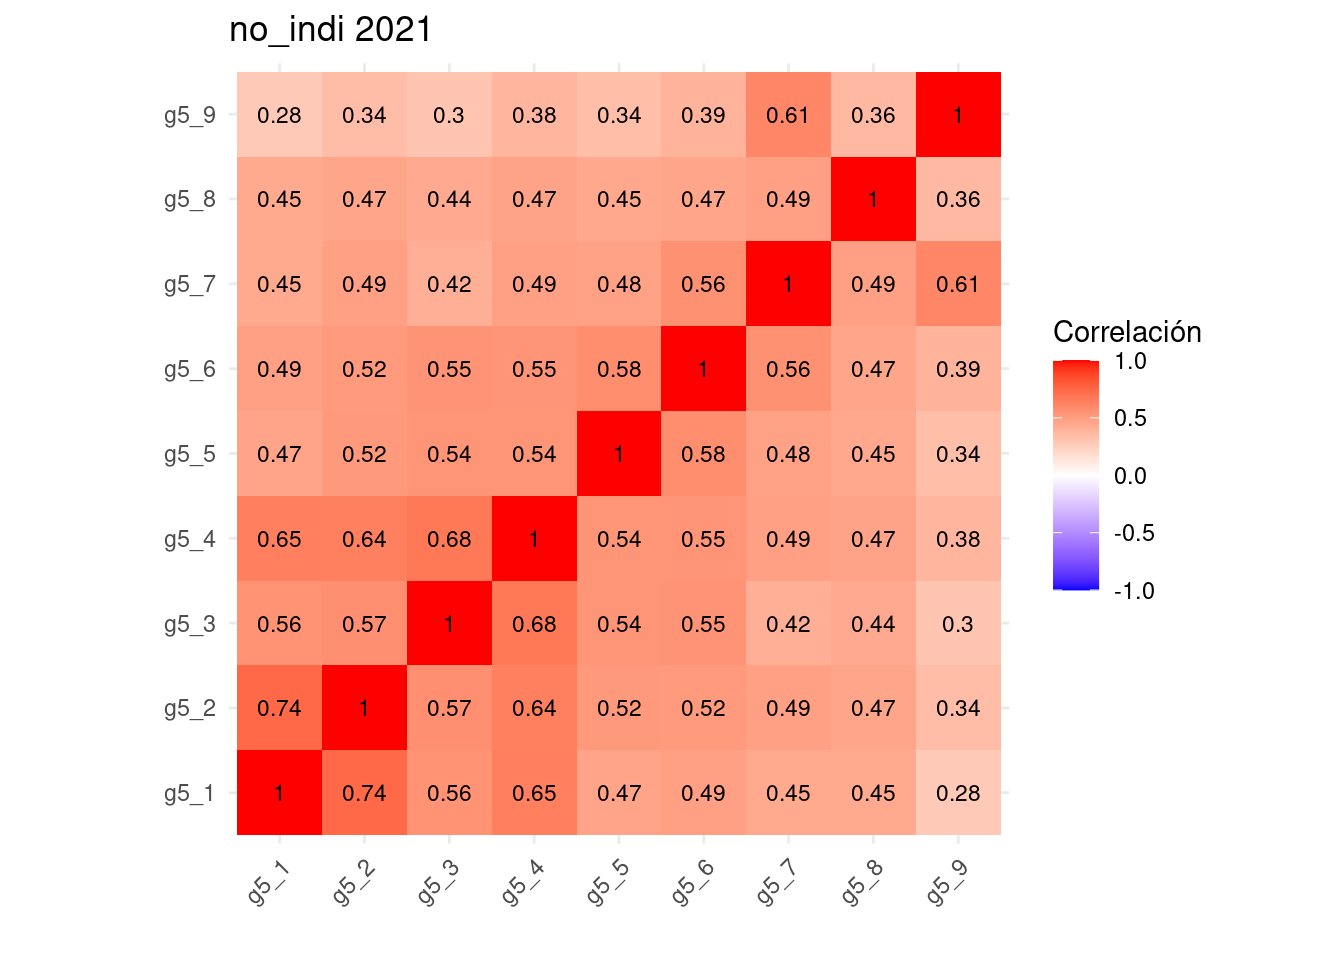 no_indi 2021
g5_9 0.28 0.34 0.3 0.38 0.34 0.39 0.61 0.36 1
g5_8 0.45 0.47 0.44 0.47 0.45 0.47 0.49 1 0.36
g5_7 0.45 0.49 0.42 0.49 0.48 0.56 1 0.49 0.61
g5_6 0.49 0.52 0.55 0.55 0.58 1 0.56 0.47 0.39
g5_5 0.47 0.52 0.54 0.54 1 0.58 0.48 0.45 0.34
g5_4 0.65 0.64 0.68 1 0.54 0.55 0.49 0.47 0.38
g5_3 0.56 0.57 1 0.68 0.54 0.55 0.42 0.44 0.3
g5_2 0.74 1 0.57 0.64 0.52 0.52 0.49 0.47 0.34
g5_1 1 0.74 0.56 0.65 0.47 0.49 0.45 0.45 0.28
g5_1 g5_2 g5_3 g5_4 g5_5 g5_6 g5_7 g5_8 g5_9
Correlación
1.0
0.5
0.0
-0.5
-1.0